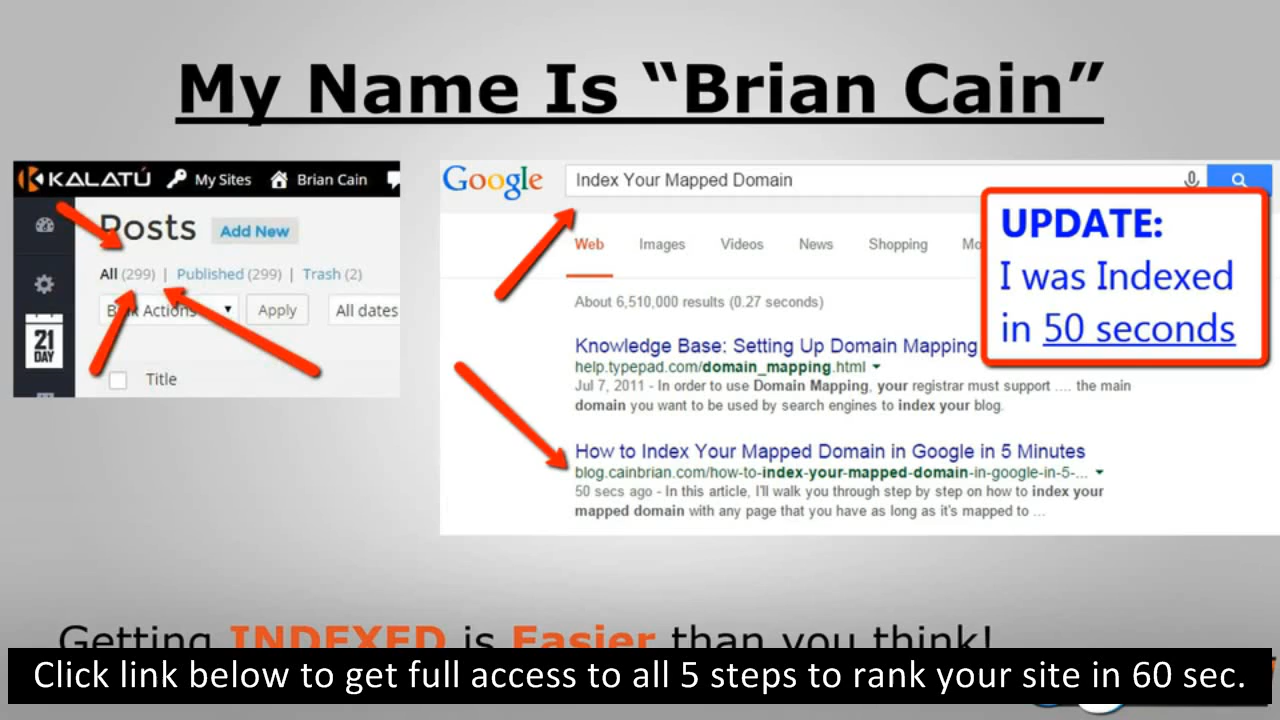 My Name Is “Brian Cain”
KALATÚ My Sites Brian Cain
Posts Add New
All (299) | Published (299) | Trash (2)
Bulk Actions Apply All dates
21
DAY
Title
Google Index Your Mapped Domain
Web Images Videos News Shopping Mo
About 6,510,000 results (0.27 seconds)
UPDATE:
I was Indexed
in 50 seconds
Knowledge Base: Setting Up Domain Mapping
help.typepad.com/domain_mapping.html
Jul 7, 2011 - In order to use Domain Mapping, your registrar must support .... the main
domain you want to be used by search engines to index your blog.
How to Index Your Mapped Domain in Google in 5 Minutes
blog.cainbrian.com/how-to-index-your-mapped-domain-in-google-in-5-...
50 secs ago - In this article, I'll walk you through step by step on how to index your
mapped domain with any page that you have as long as it's mapped to ...
Getting INDEXED is Easier than you think!
Click link below to get full access to all 5 steps to rank your site in 60 sec.